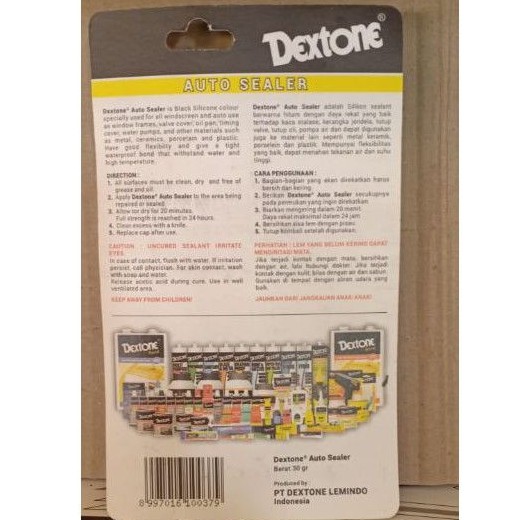 DEXTONE®
AUTO SEALER
Dextone® Auto Sealer is Black Silicone colour
specially used for all windscreen and auto use
as window frames, valve cover, oil pan, timing
cover, water pumps, and other materials such
as metal, ceramics, porcelain and plastic.
Have good flexibility and give a tight
waterproof bond that withstand water and
high temperature.
DIRECTION :
1. All surfaces must be clean, dry and free of
grease and oil.
2. Apply Dextone® Auto Sealer to the area being
repaired or sealed.
3. Allow tor dry for 20 minutes.
Full strength is reached in 24 hours.
4. Clean excess with a knife.
5. Replace cap after use.
CAUTION : UNCURED SEALANT IRRITATE
EYES
In case of contact, flush with water. If irritation
persist, call physician. For skin contact, wash
with soap and water.
Release acetic acid during cure. Use in well
ventilated area.
KEEP AWAY FROM CHILDREN!
Dextone® Auto Sealer adalah Silikon sealant
berwarna hitam dengan daya rekat yang baik
terhadap kaca matahari, kerangka jendela, tutup
valve, tutup oli, pompa air dan dapat digunakan
juga ke material lain seperti metal keramik,
porselein dan plastik. Mempunyai fleksibilitas
yang baik, dapat menahan tekanan air dan suhu
tinggi.
CARA PENGGUNAAN :
1. Bagian-bagian yang akan direkatkan harus
bersih dan kering.
2. Berikan Dextone® Auto Sealer secukupnya
pada permukan yang ingin direkatkan
3. Biarkan mengering dalam 20 manit.
Daya rekat maksimal dalam 24 jam.
4. Bersihkan sisa lem dengan pisau.
5. Tutup kembali setelah digunakan.
PERHATIAN : LEM YANG BELUM KERING DAPAT
MENGIRITASI MATA.
Jika terjadi kontak dengan mata, bersihkan
dengan air, lalu hubungi dokter. Jika terjadi
kontak dengan kulit, bilas dengan air dan sabun.
Gunakan di tempat dengan aliran udara yang
baik.
JAUHKAN DARI JANGKAUAN ANAK-ANAK!
DEXTONE
DEXTONE
DEXTONE
8 997016 100379
Dextone® Auto Sealer
Berat 30 gr
Produced by
PT DEXTONE LEMINDO
Indonesia